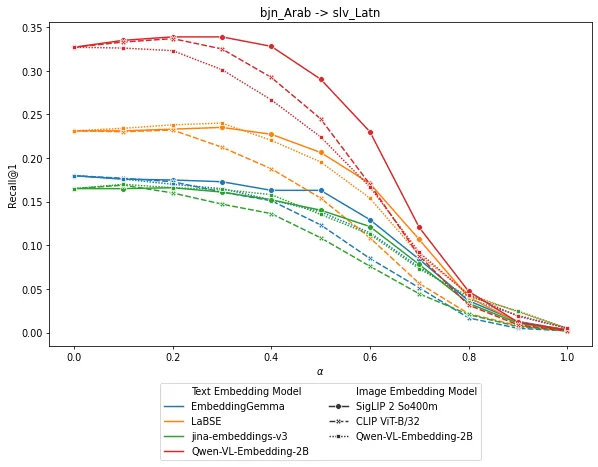 bjn_Arab -> slv_Latn
Recall@1
0.35
0.30
0.25
0.20
0.15
0.10
0.05
0.00
0.0 0.2 0.4 0.6 0.8 1.0
α
Text Embedding Model
EmbeddingGemma
LaBSE
jina-embeddings-v3
Qwen-VL-Embedding-2B
Image Embedding Model
SigLIP 2 So400m
CLIP ViT-B/32
Qwen-VL-Embedding-2B